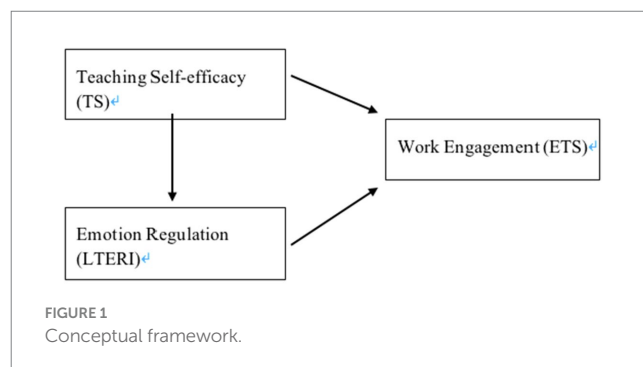 Teaching Self-efficacy
(TS)↵
Work Engagement (ETS)↵
Emotion Regulation
(LTERI)↵
FIGURE 1
Conceptual framework.